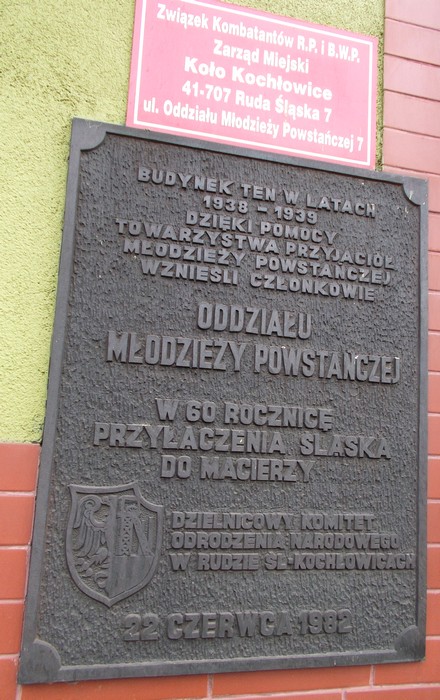 Związek Kombatantów R.P. i B.W.P.
Zarząd Miejski
Koło Kochłowice
41-707 Ruda Śląska 7
ul. Oddziału Młodzieży Powstańczej 7
BUDYNEK TEN W LATACH
1938 - 1939
DZIĘKI POMOCY
TOWARZYSTWA PRZYJACIÓŁ
MŁODZIEŻY POWSTAŃCZEJ
WZNIEŚLI CZŁONKOWIE
ODDZIAŁU
MŁODZIEŻY POWSTAŃCZEJ
W 60 ROCZNICĘ
PRZYŁĄCZENIA ŚLĄSKA
DO MACIERZY
DZIELNICOWY KOMITET
ODRODZENIA NARODOWEGO
W RUDZIE ŚL-KOCHŁOWICACH
22 CZERWCA 1982